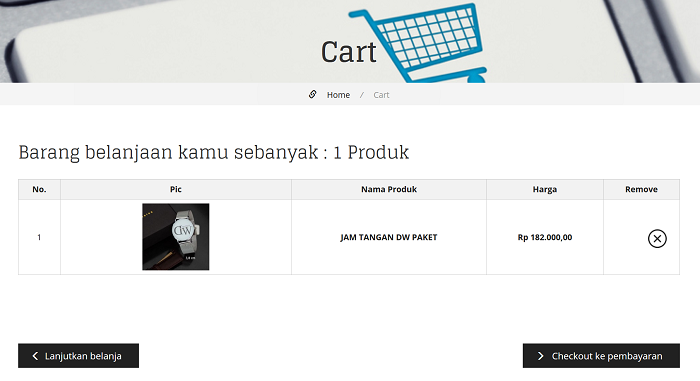 Cart
Home / Cart
Barang belanjaan kamu sebanyak : 1 Produk
No. Pic Nama Produk Harga Remove
1 DW JAM TANGAN DW PAKET Rp 182.000,00
Lanjutkan belanja
Checkout ke pembayaran